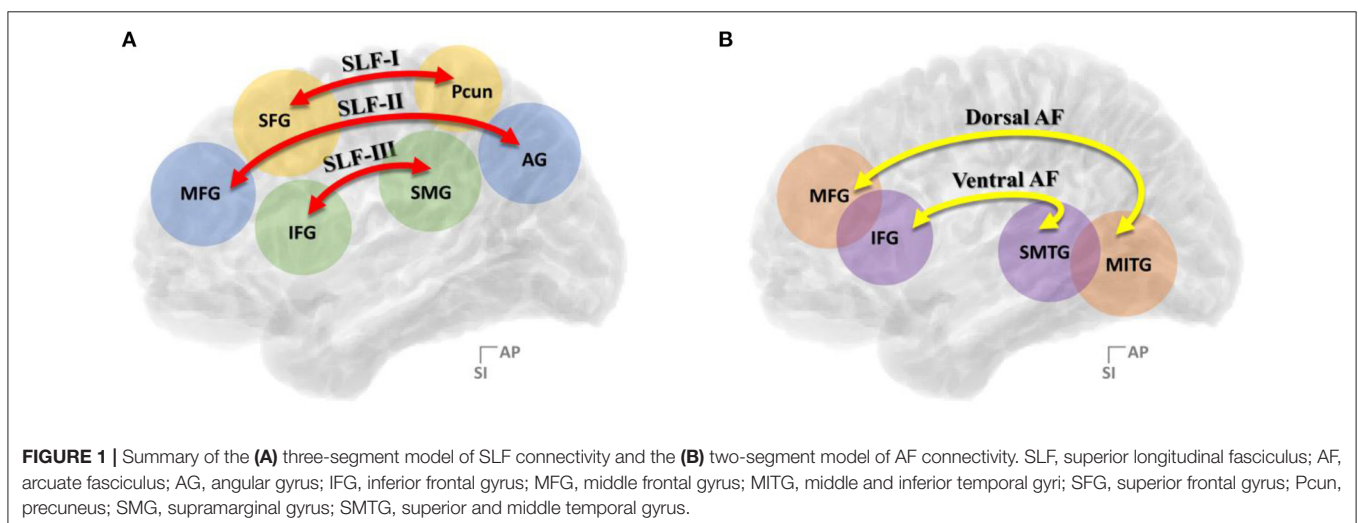 A
SLF-I
Pcun
SFG
SLF-II
SLF-III
AG
MFG
SMG
IFG
AP
SI
B
Dorsal AF
MFG
Ventral AF
IFG
SMTG
MITG
AP
SI
FIGURE 1 | Summary of the (A) three-segment model of SLF connectivity and the (B) two-segment model of AF connectivity. SLF, superior longitudinal fasciculus; AF,
arcuate fasciculus; AG, angular gyrus; IFG, inferior frontal gyrus; MFG, middle frontal gyrus; MITG, middle and inferior temporal gyri; SFG, superior frontal gyrus; Pcun,
precuneus; SMG, supramarginal gyrus; SMTG, superior and middle temporal gyrus.